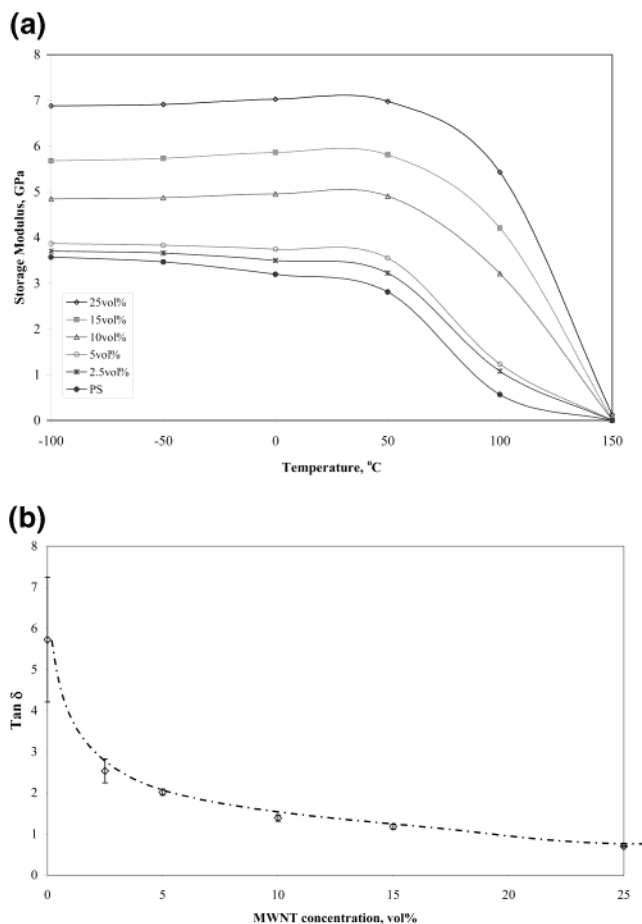 (a)
8
7
6
5
4
3
2
1
0
Storage Modulus, GPa
25vol%
15vol%
10vol%
5vol%
2.5vol%
PS
-100 -50 0 50 100 150
Temperature, °C
(b)
8
7
6
5
4
3
2
1
0
Tan δ
0 5 10 15 20 25
MWNT concentration, vol%